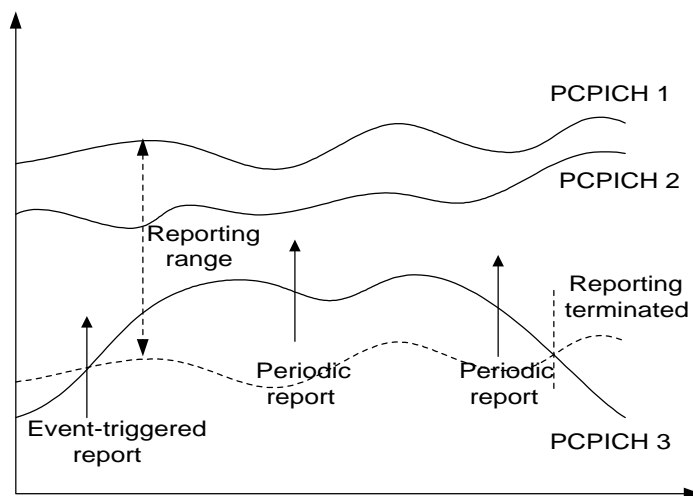 PCPICH 1
PCPICH 2
Reporting
range
Reporting
terminated
Periodic
report
Periodic
report
Event-triggered
report
PCPICH 3